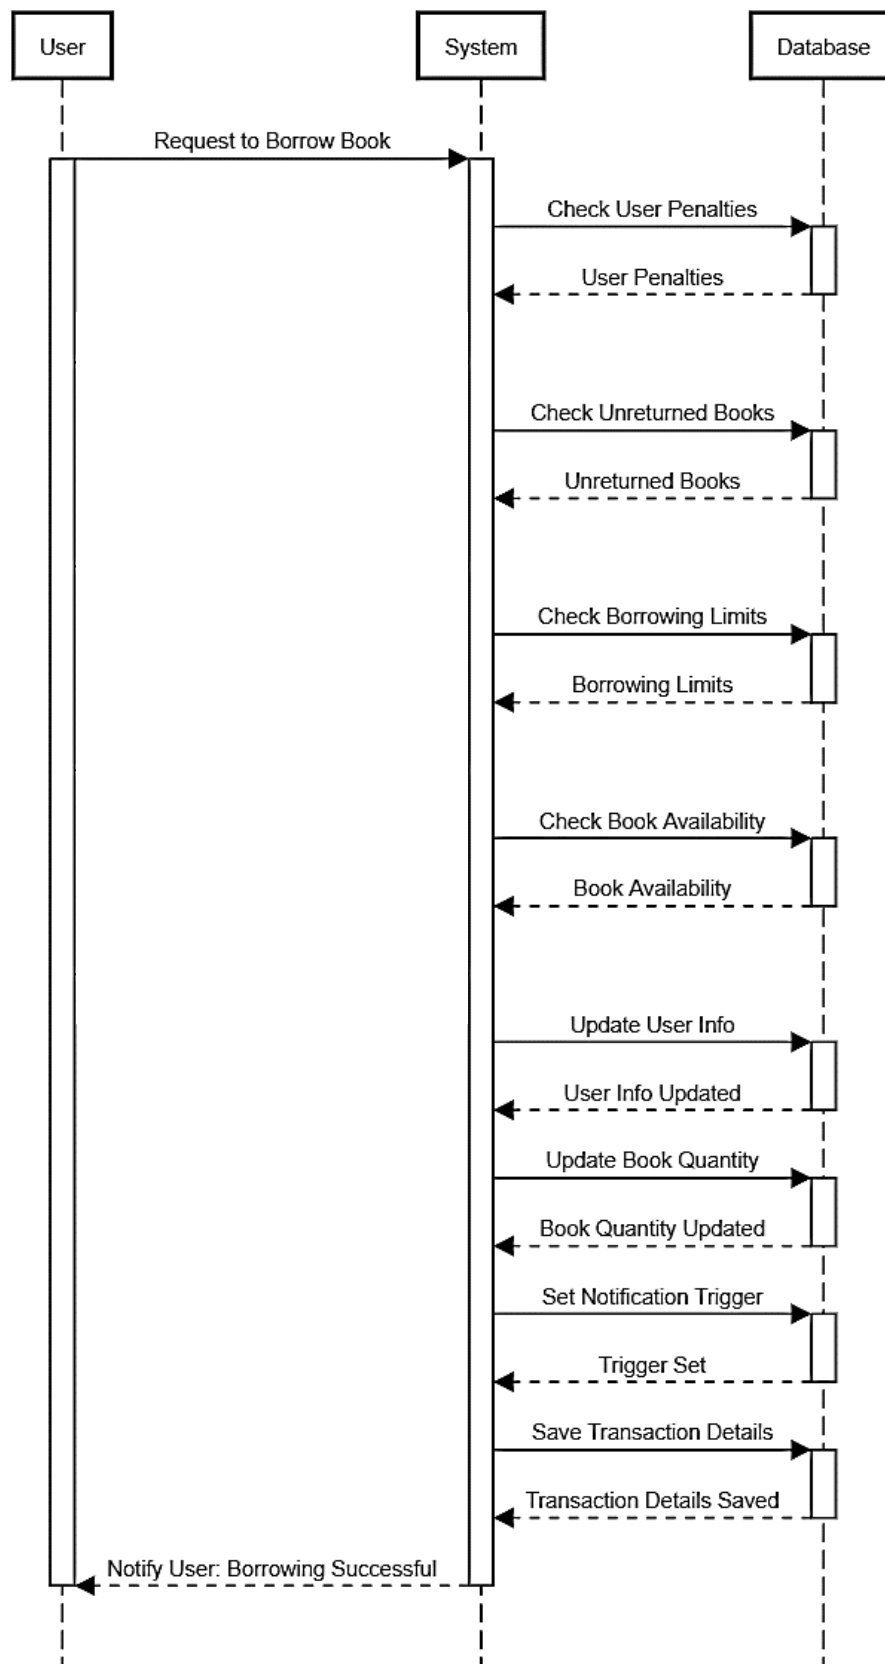 User
System
Database
Request to Borrow Book
Check User Penalties
User Penalties
Check Unreturned Books
Unreturned Books
Check Borrowing Limits
Borrowing Limits
Check Book Availability
Book Availability
Update User Info
User Info Updated
Update Book Quantity
Book Quantity Updated
Set Notification Trigger
Trigger Set
Save Transaction Details
Transaction Details Saved
Notify User: Borrowing Successful